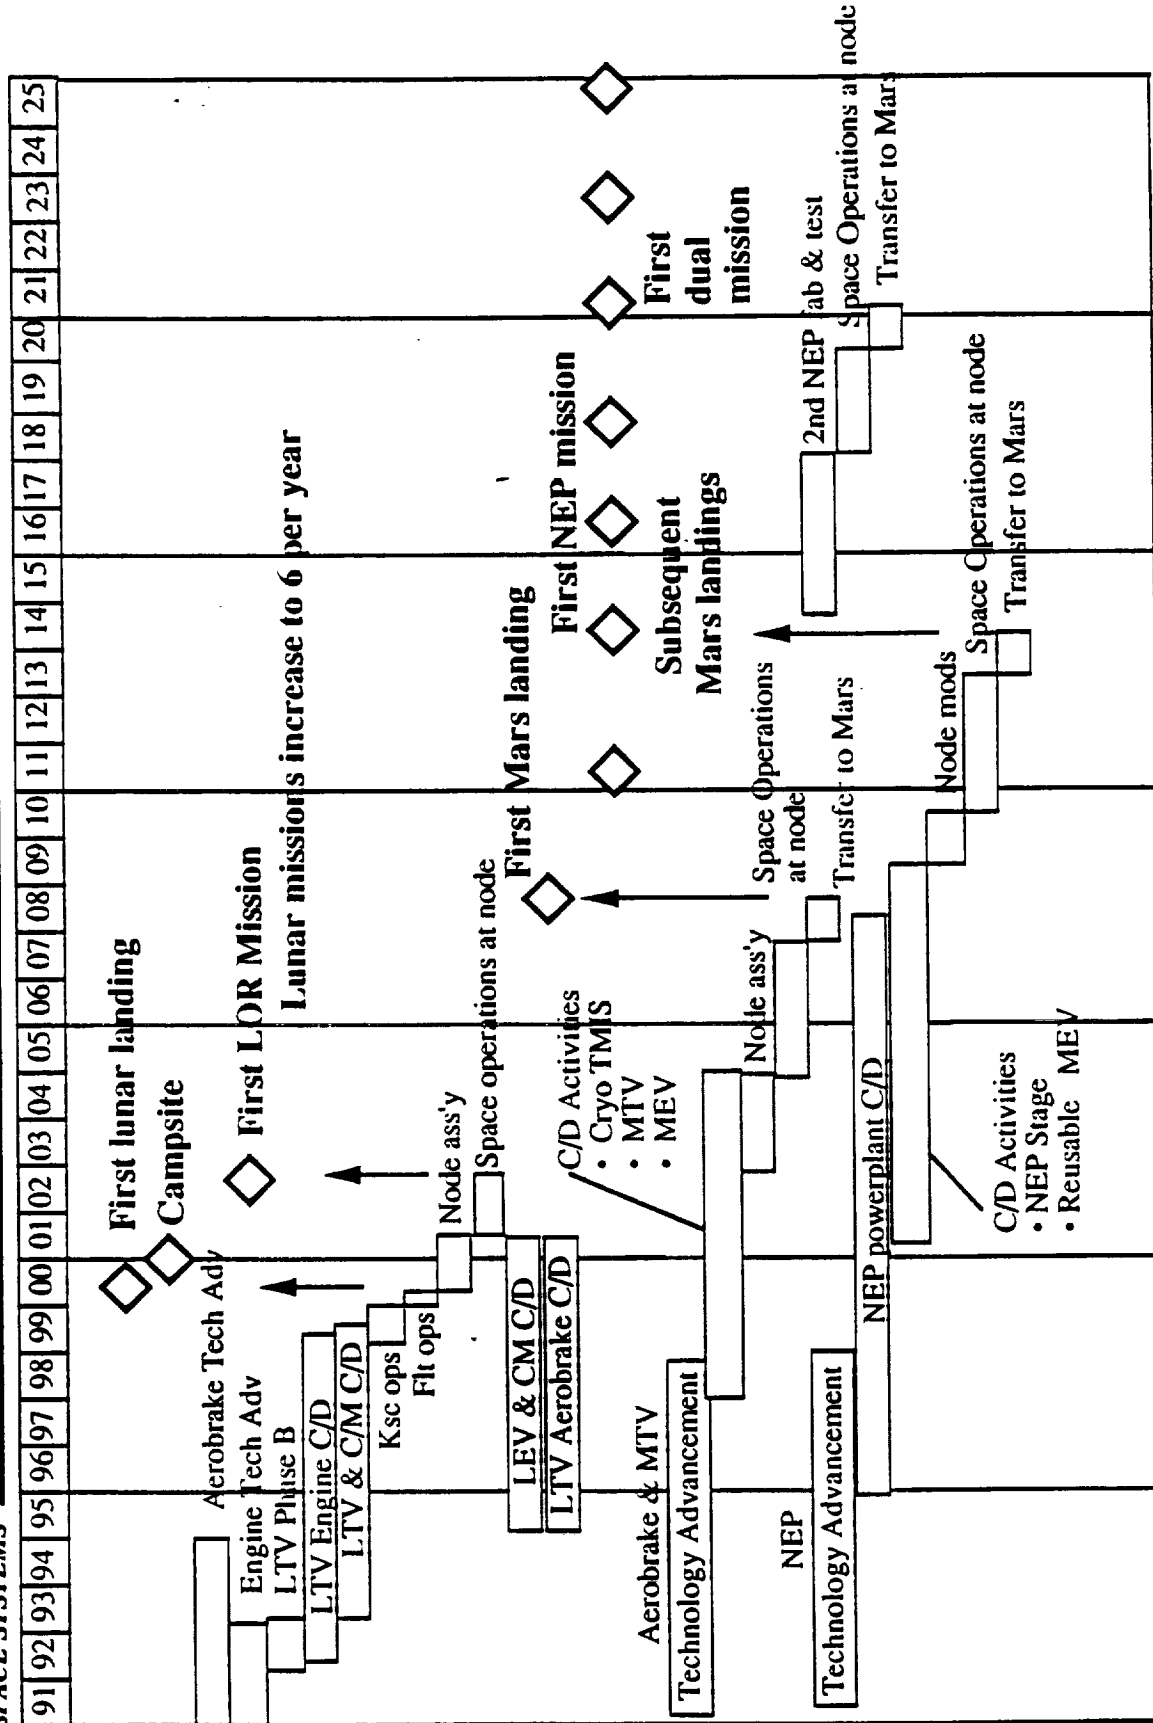 SPACE SYSTEMS
91 92 93 94 95 96 97 98 99 00 01 02 03 04 05 06 07 08 09 10 11 12 13 14 15 16 17 18 19 20 21 22 23 24 25
First lunar landing
Campsite
First LOR Mission
Lunar missions increase to 6 per year
Aerobrake Tech Adv
Engine Tech Adv
LTV Phase B
LTV Engine C/D
LTV & C/M C/D
Ksc ops
Flt ops
Node ass'y
Space operations at node
LEV & CM C/D
LTV Aerobrake C/D
First Mars landing
First NEP mission
Subsequent
Mars landings
First
dual
mission
C/D Activities
• Cryo TMIS
• MTV
• MEV
Aerobrake & MTV
Technology Advancement
Node ass'y
Space Operations
at node
Transfer to Mars
NEP
Technology Advancement
NEP powerplant C/D
2nd NEP fab & test
Space Operations at node
Transfer to Mars
Node mods
Space Operations at node
Transfer to Mars
C/D Activities
• NEP Stage
• Reusable MEV